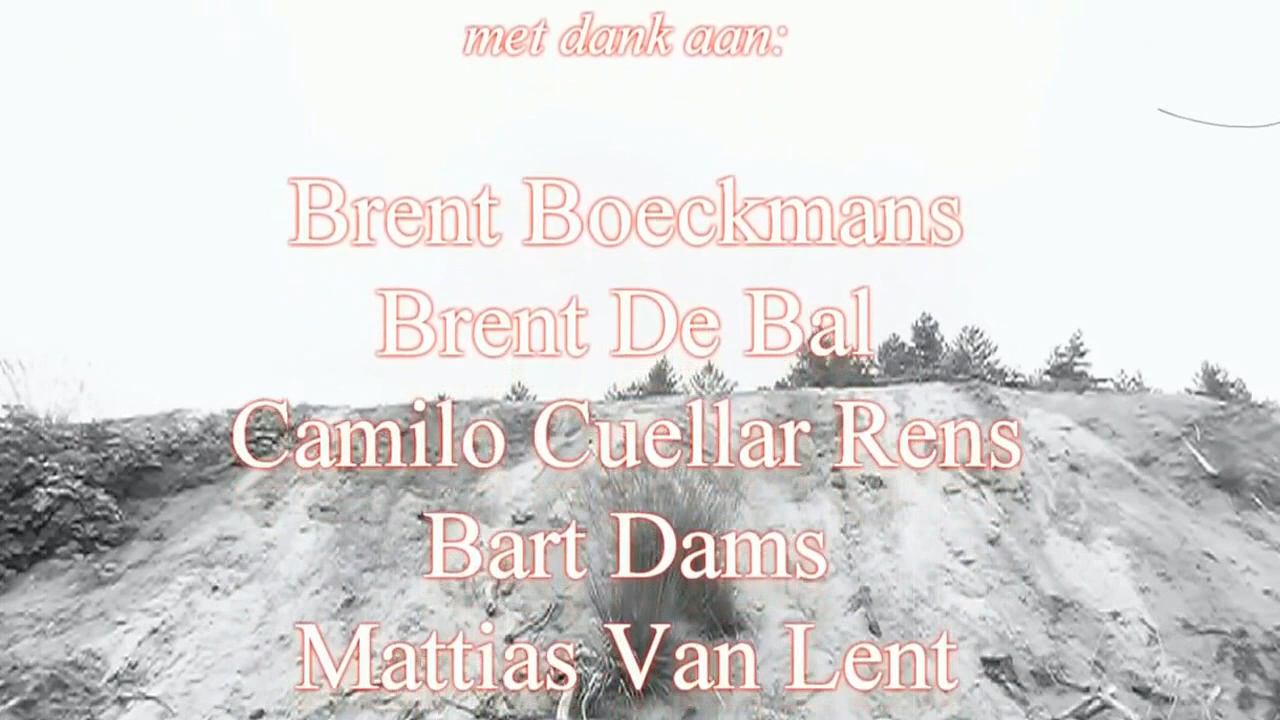 met dank aan:
Brent Boeckmans
Brent De Bal
Camilo Cuellar Rens
Bart Dams
Mattias Van Lent